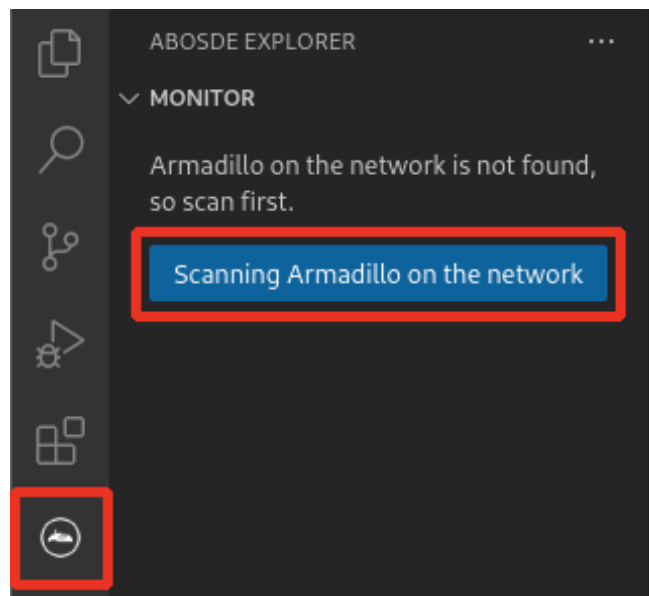 ABOSDE EXPLORER ...
MONITOR
Armadillo on the network is not found,
so scan first.
Scanning Armadillo on the network